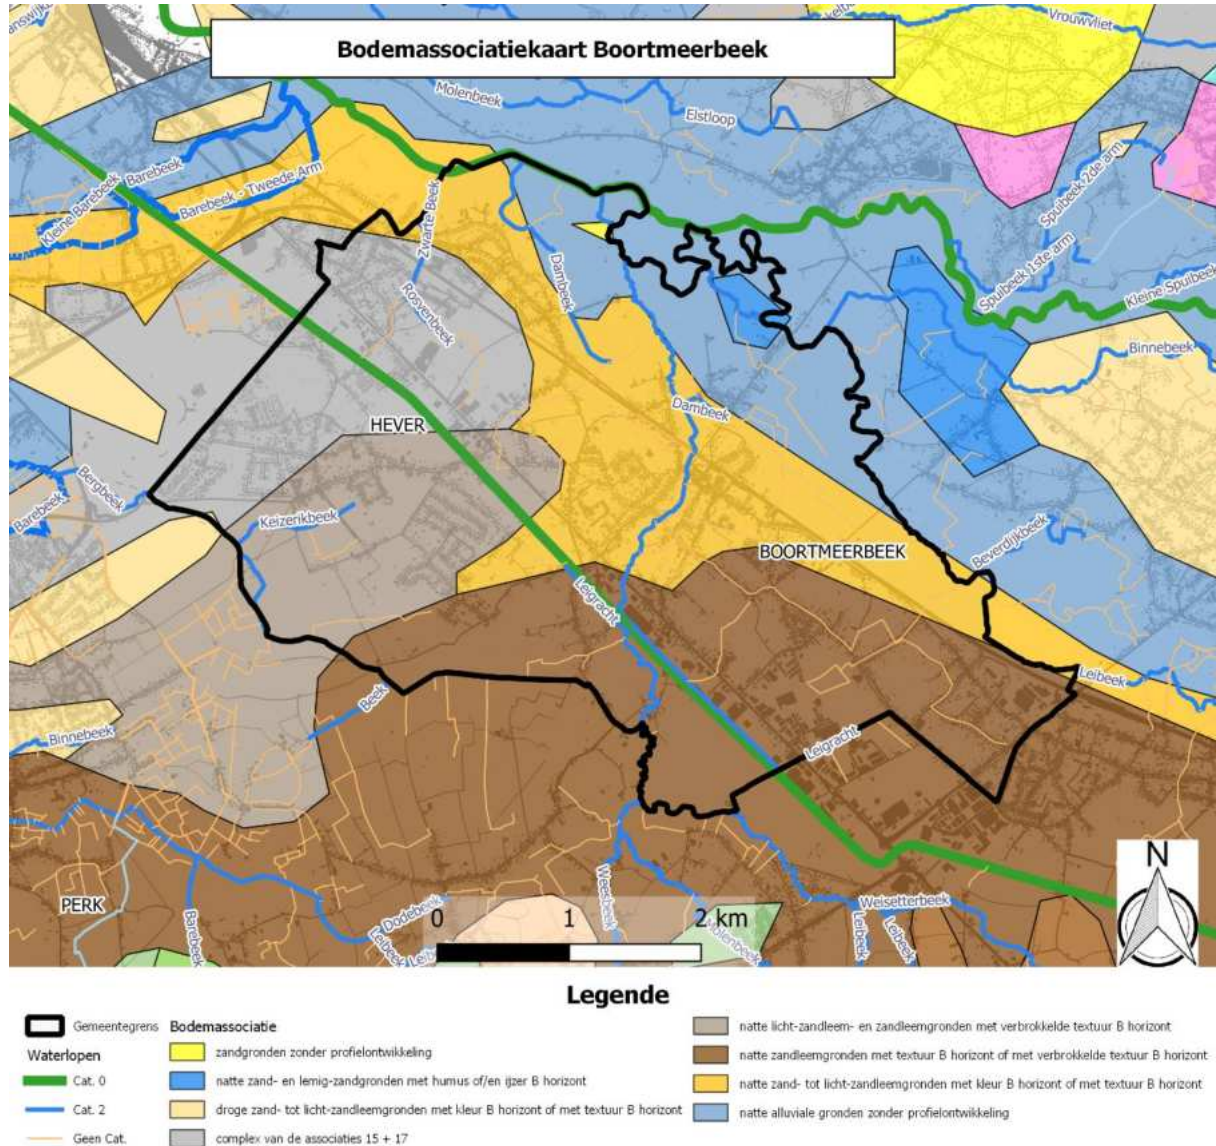 answijk
kelbe
Vrouwvliet
Bodemassociatiekaart Boortmeerbeek
Molenbeek
Elstloop
Barebeek
Kleine Barebeek
Barebeek - Tweede Arm
Zwarte Beek
Spuibeek 2de arm
Spuibeek 1ste arm
Kleine Spuibeek
Dambeek
Rosvenbeek
Binnebeek
HEVER
Dambeek
Bergbeek
Barebeek
Keizerikbeek
BOORTMEERBEEK
Beverdijkbeek
Leigracht
Leibeek
Beek
Binnebeek
Leigracht
N
PERK
Barebeek
Dodebeek
Leibeek
Leib
Weesbeek
olenbeek
Weisetterbeek
Leibeek
Leibeek
0 1 2 km
Legende
Gemeentegrens
Waterlopen
Cat. 0
Cat. 2
Geen Cat.
Bodemassociatie
zandgronden zonder profielontwikkeling
natte zand- en lemig-zandgronden met humus of/en ijzer B horizont
droge zand- tot licht-zandleemgronden met kleur B horizont of met textuur B horizont
complex van de associaties 15 + 17
natte licht-zandleem- en zandleemgronden met verbrokkelde textuur B horizont
natte zandleemgronden met textuur B horizont of met verbrokkelde textuur B horizont
natte zand- tot licht-zandleemgronden met kleur B horizont of met textuur B horizont
natte alluviale gronden zonder profielontwikkeling